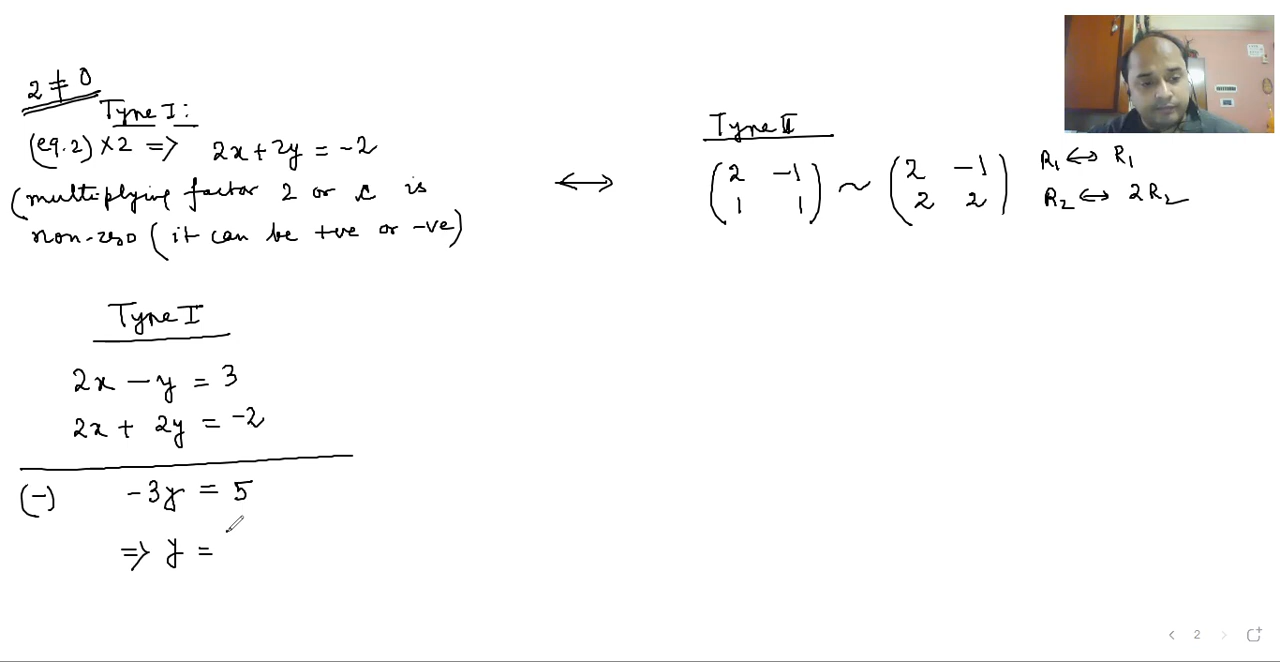 2 ≠ 0
Type I:
(eq.2) × 2 => 2x + 2y = -2
(multiplying factor 2 or c is
non-zero (it can be +ve or -ve)
↔
Type II
(2 -1
1 1) ~ (2 -1
2 2)
R₁ ↔ R₁
R₂ ↔ 2R₂
Type I
2x - y = 3
2x + 2y = -2
(-) -3y = 5
=> y =
2